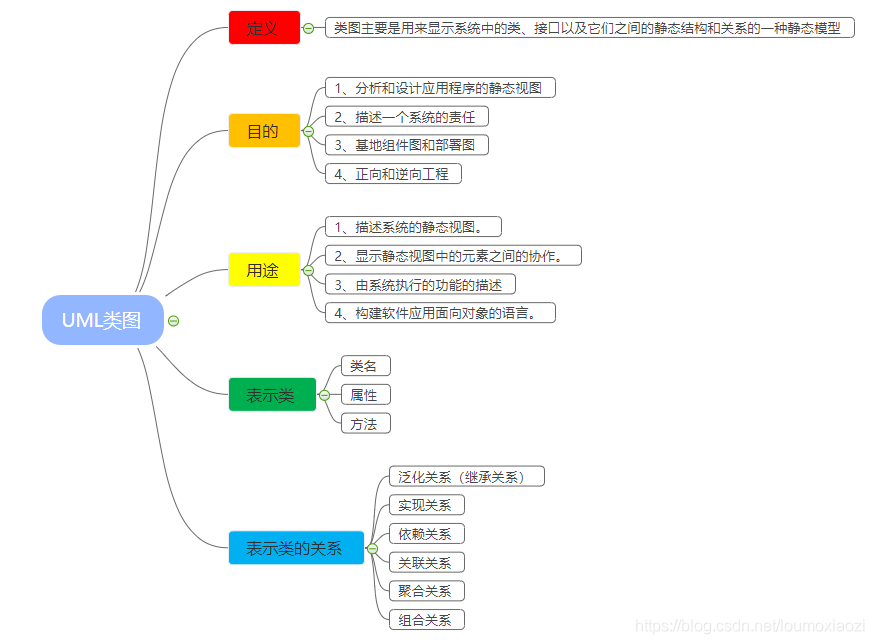 定义
类图主要是用来显示系统中的类、接口以及它们之间的静态结构和关系的一种静态模型
目的
1、分析和设计应用程序的静态视图
2、描述一个系统的责任
3、基地组件图和部署图
4、正向和逆向工程
用途
1、描述系统的静态视图。
2、显示静态视图中的元素之间的协作。
3、由系统执行的功能的描述
4、构建软件应用面向对象的语言。
UML类图
表示类
类名
属性
方法
表示类的关系
泛化关系（继承关系）
实现关系
依赖关系
关联关系
聚合关系
组合关系
https://blog.csdn.net/loumoxiaozi